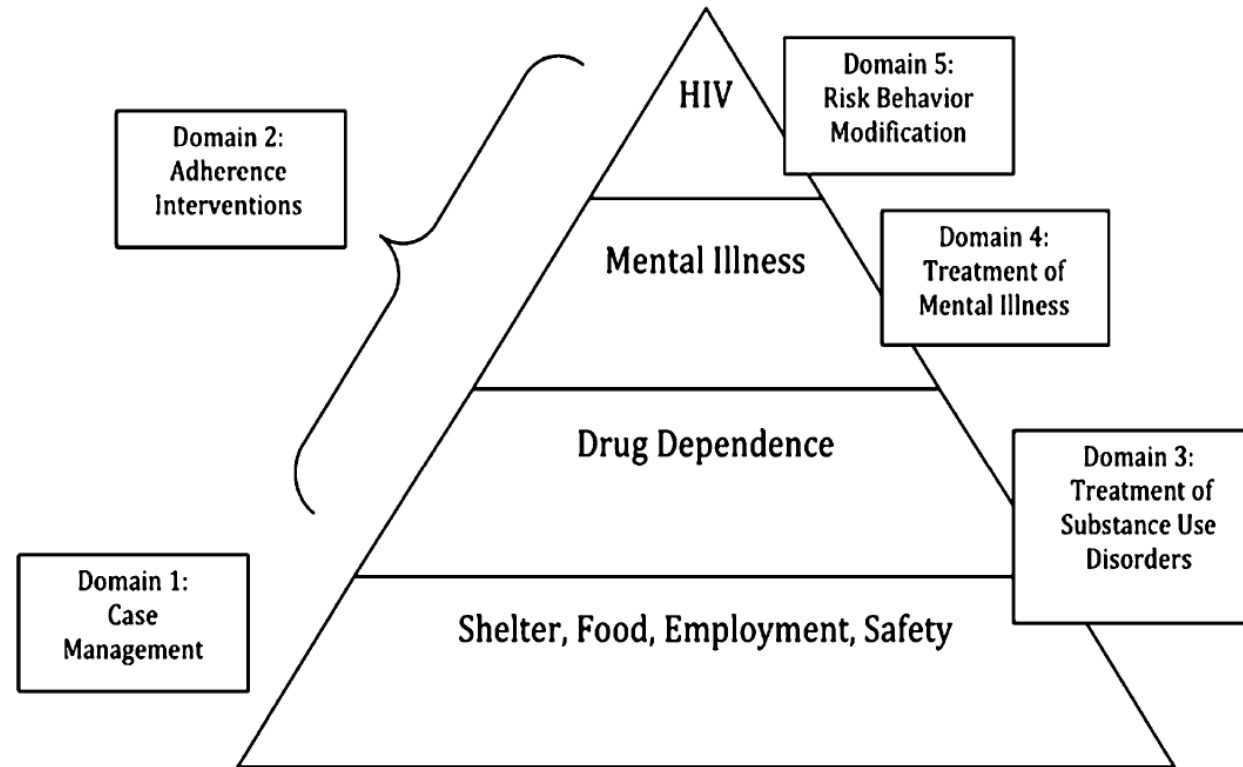 HIV
Domain 5:
Risk Behavior
Modification
Domain 2:
Adherence
Interventions
Mental Illness
Domain 4:
Treatment of
Mental Illness
Drug Dependence
Domain 3:
Treatment of
Substance Use
Disorders
Domain 1:
Case
Management
Shelter, Food, Employment, Safety